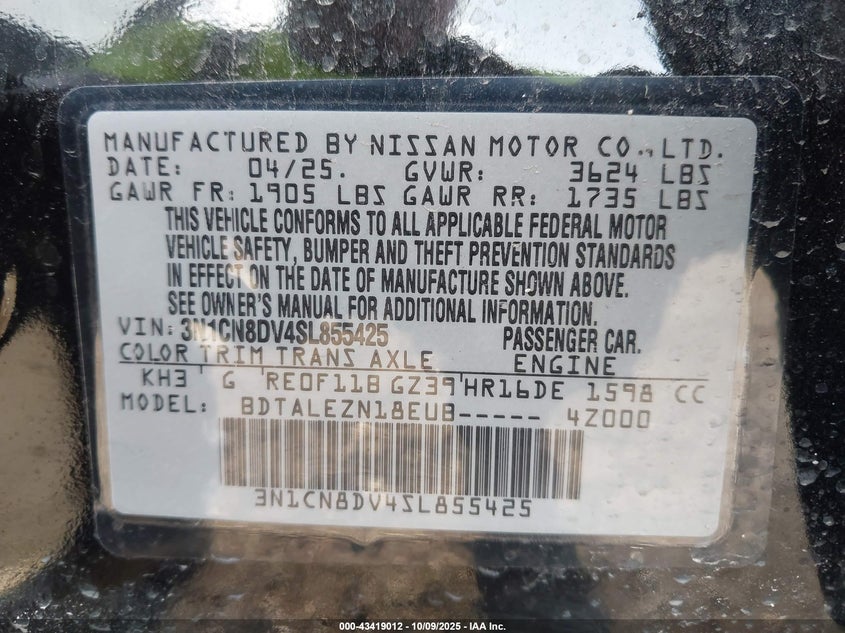 MANUFACTURED BY NISSAN MOTOR CO., LTD.
DATE: 04/25. GVWR: 3624 LBS
GAWR FR: 1905 LBS GAWR RR: 1735 LBS
THIS VEHICLE CONFORMS TO ALL APPLICABLE FEDERAL MOTOR
VEHICLE SAFETY, BUMPER AND THEFT PREVENTION STANDARDS
IN EFFECT ON THE DATE OF MANUFACTURE SHOWN ABOVE.
SEE OWNER'S MANUAL FOR ADDITIONAL INFORMATION.
VIN: 3N1CN8DV4SL855425 PASSENGER CAR.
COLOR TRIM TRANS AXLE ENGINE
KH3 G RE0F11B GZ39 HR16DE 1598 CC
MODEL: BDTALEZN18EUB----- 4Z000
3N1CN8DV4SL855425
000-43419012 - 10/09/2025 - IAA Inc.